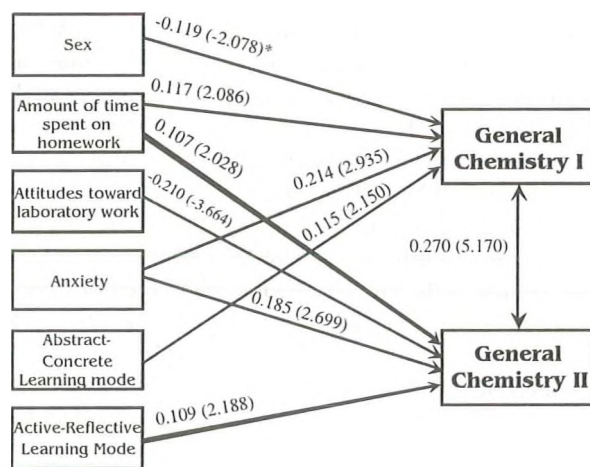 Sex
Amount of time
spent on
homework
Attitudes toward
laboratory work
Anxiety
Abstract-
Concrete
Learning mode
Active-Reflective
Learning Mode
-0.119 (-2.078)*
0.117 (2.086)
0.107 (2.028)
-0.210 (-3.664)
0.214 (2.935)
0.115 (2.150)
0.185 (2.699)
0.109 (2.188)
General
Chemistry I
0.270 (5.170)
General
Chemistry II